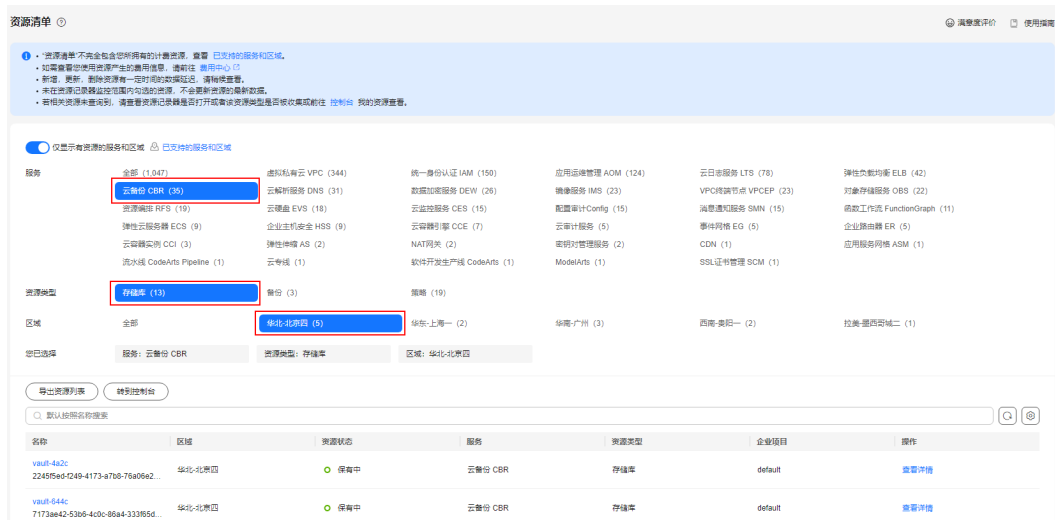 资源清单
满意度评价 使用指南
• “资源清单”不完全包含您所拥有的计费资源，查看 已支持的服务和区域。
• 如需查看您使用资源产生的费用信息，请前往 费用中心
• 新增，更新，删除资源有一定时间的数据延迟，请稍候查看。
• 未在资源记录器监控范围内勾选的资源，不会更新资源的最新数据。
• 若相关资源未查询到，请查看资源记录器是否打开或者该资源类型是否被收集或前往 控制台 我的资源查看。
仅显示有资源的服务和区域 已支持的服务和区域
服务 全部 (1,047) 虚拟私有云 VPC (344) 统一身份认证 IAM (150) 应用运维管理 AOM (124) 云日志服务 LTS (78) 弹性负载均衡 ELB (42)
云备份 CBR (35) 云解析服务 DNS (31) 数据加密服务 DEW (26) 镜像服务 IMS (23) VPC终端节点 VPCEP (23) 对象存储服务 OBS (22)
资源编排 RFS (19) 云硬盘 EVS (18) 云监控服务 CES (15) 配置审计Config (15) 消息通知服务 SMN (15) 函数工作流 FunctionGraph (11)
弹性云服务器 ECS (9) 企业主机安全 HSS (9) 云容器引擎 CCE (7) 云审计服务 (5) 事件网格 EG (5) 企业路由器 ER (5)
云容器实例 CCI (3) 弹性伸缩 AS (2) NAT网关 (2) 密钥对管理服务 (2) CDN (1) 应用服务网格 ASM (1)
流水线 CodeArts Pipeline (1) 云专线 (1) 软件开发生产线 CodeArts (1) ModelArts (1) SSL证书管理 SCM (1)
资源类型 存储库 (13) 备份 (3) 策略 (19)
区域 全部 华北-北京四 (5) 华东-上海一 (2) 华南-广州 (3) 西南-贵阳一 (2) 拉美-墨西哥城二 (1)
您已选择 服务：云备份 CBR 资源类型：存储库 区域：华北-北京四
导出资源列表 转到控制台
默认按照名称搜索
名称 区域 资源状态 服务 资源类型 企业项目 操作
vault-4a2c
2245f5ed-f249-4173-a7b8-76a06e2... 华北-北京四 保有中 云备份 CBR 存储库 default 查看详情
vault-644c
7173ae42-53b6-4c0c-86a4-333f65d... 华北-北京四 保有中 云备份 CBR 存储库 default 查看详情